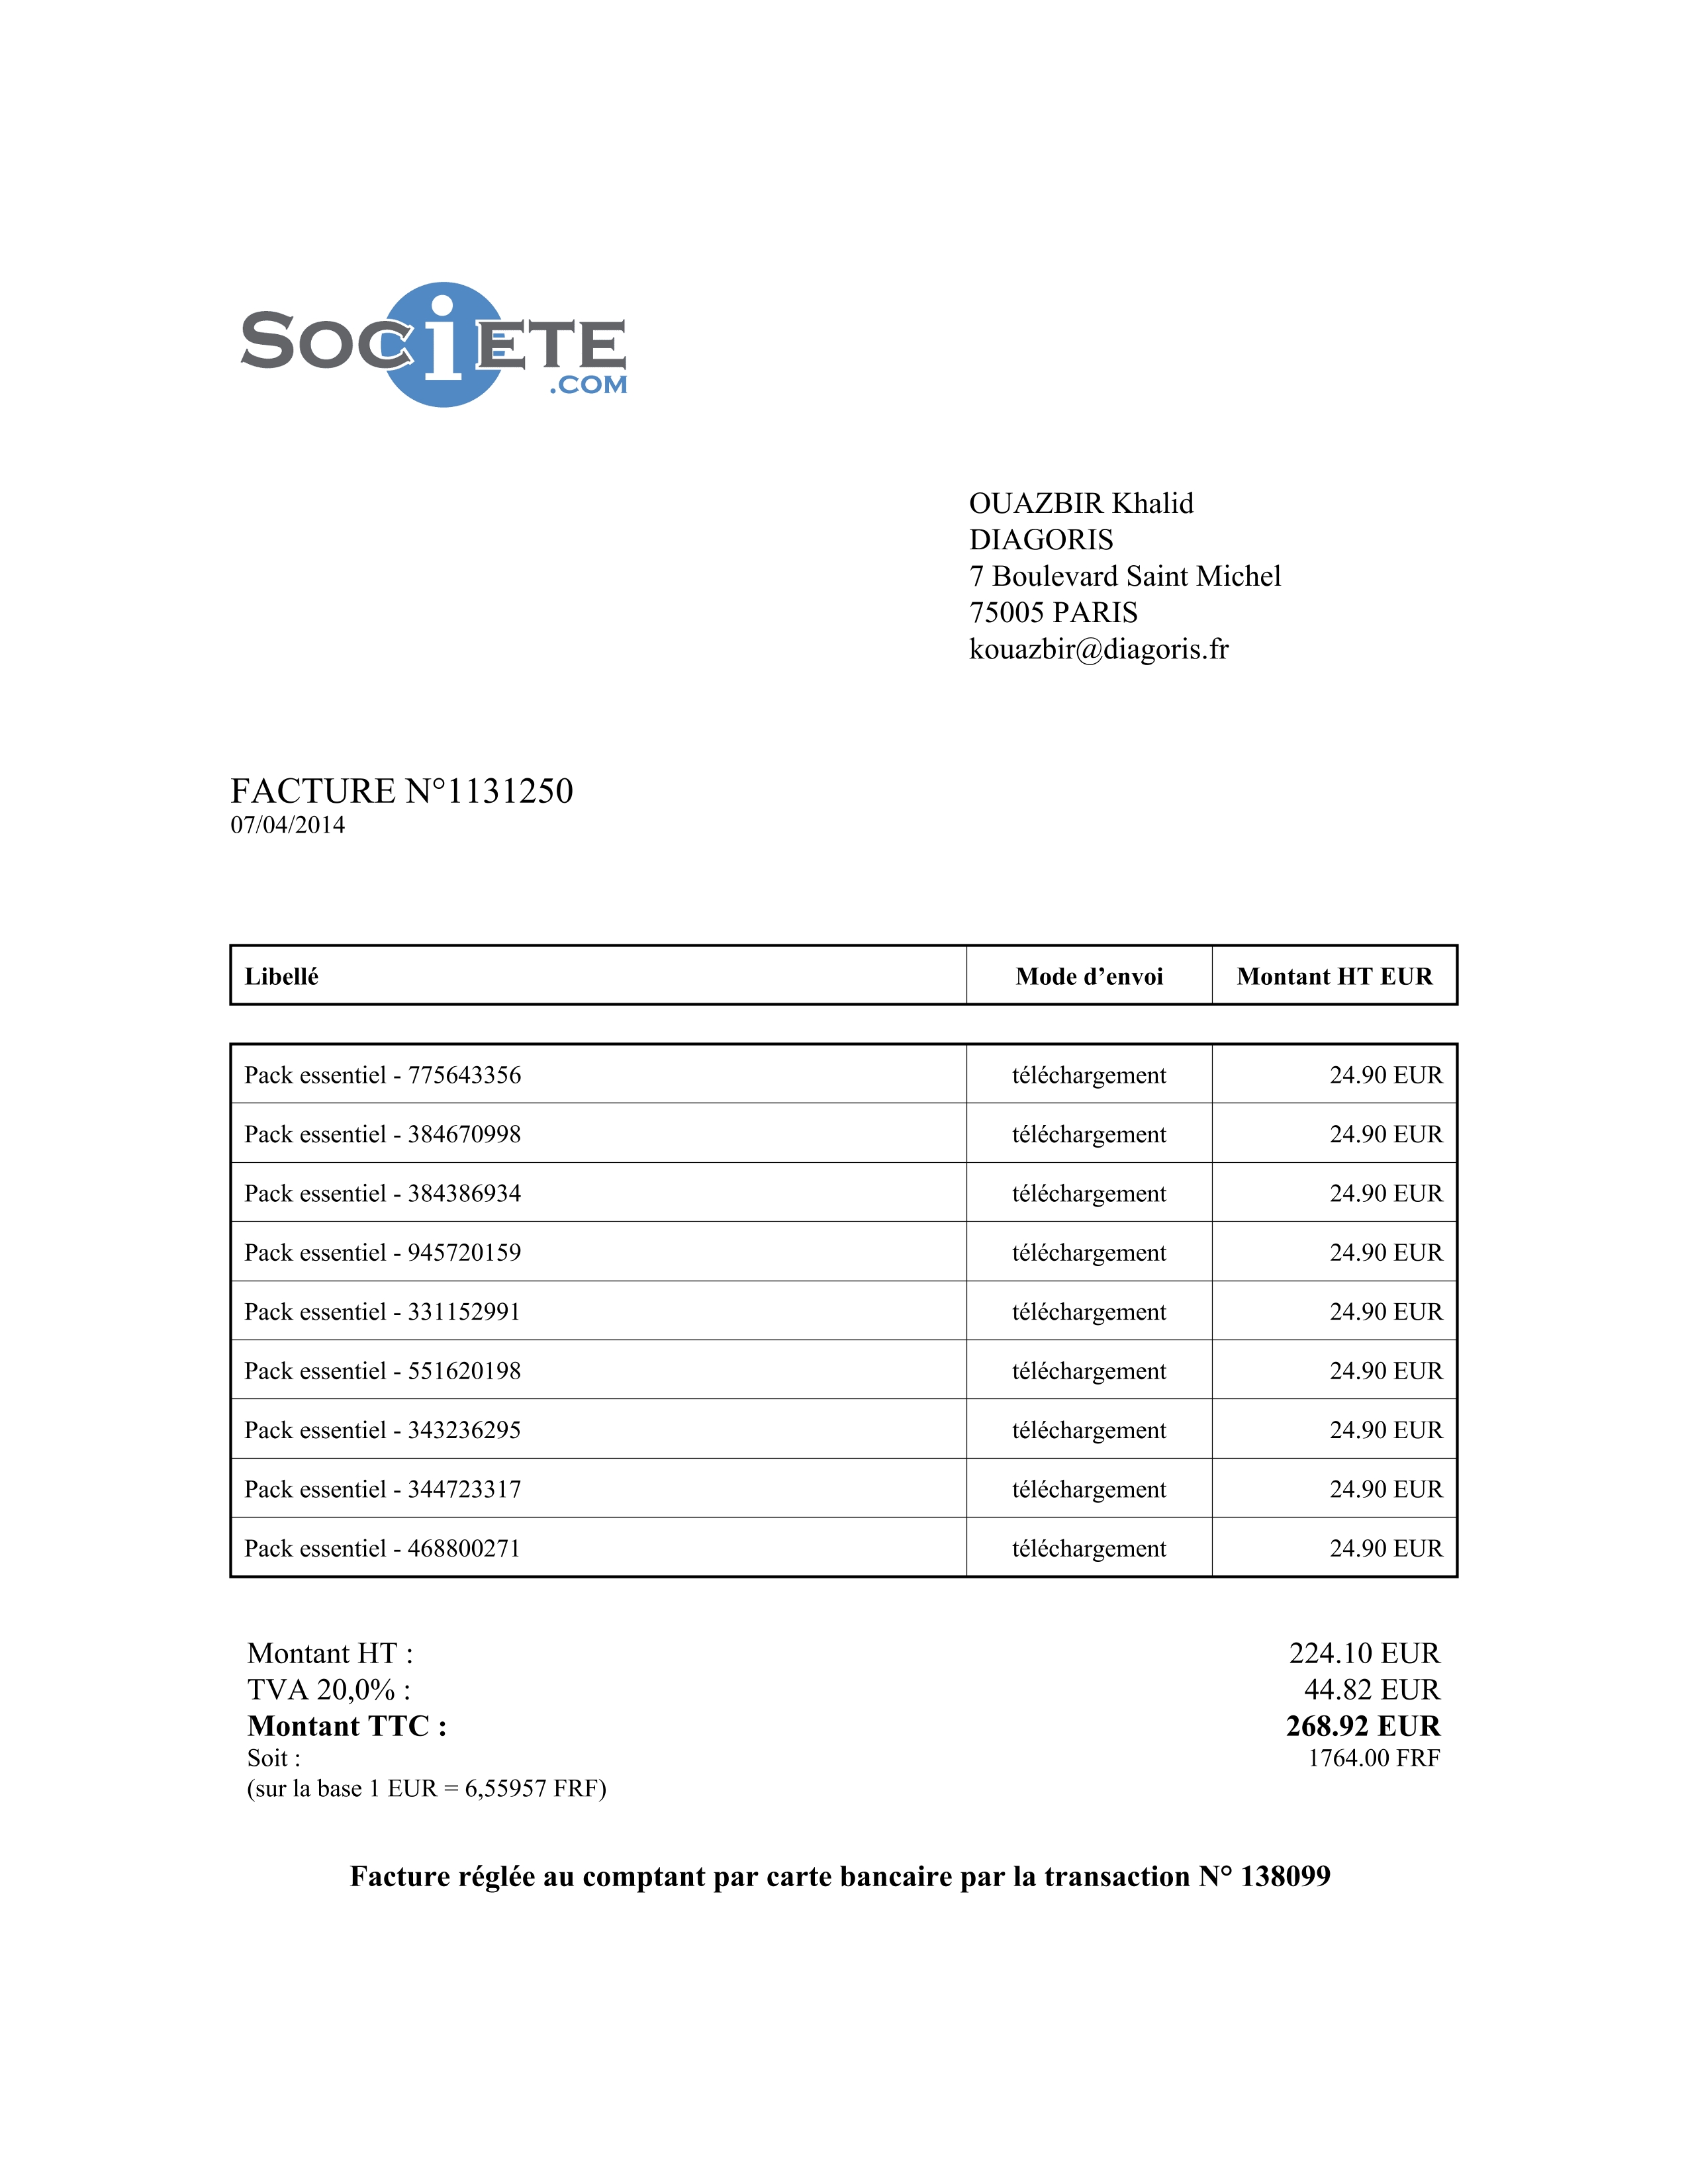 SOCIETE
.COM
OUAZBIR Khalid
DIAGORIS
7 Boulevard Saint Michel
75005 PARIS
kouazbir@diagoris.fr
FACTURE N°1131250
07/04/2014
Libellé Mode d’envoi Montant HT EUR
Pack essentiel - 775643356 téléchargement 24.90 EUR
Pack essentiel - 384670998 téléchargement 24.90 EUR
Pack essentiel - 384386934 téléchargement 24.90 EUR
Pack essentiel - 945720159 téléchargement 24.90 EUR
Pack essentiel - 331152991 téléchargement 24.90 EUR
Pack essentiel - 551620198 téléchargement 24.90 EUR
Pack essentiel - 343236295 téléchargement 24.90 EUR
Pack essentiel - 344723317 téléchargement 24.90 EUR
Pack essentiel - 468800271 téléchargement 24.90 EUR
Montant HT : 224.10 EUR
TVA 20,0% : 44.82 EUR
Montant TTC : 268.92 EUR
Soit : 1764.00 FRF
(sur la base 1 EUR = 6,55957 FRF)
Facture réglée au comptant par carte bancaire par la transaction N° 138099